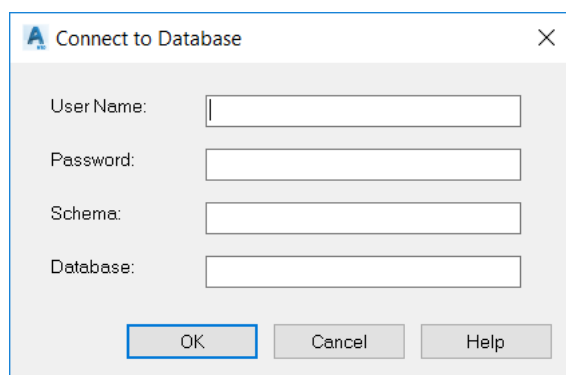 Connect to Database
User Name:
Password:
Schema:
Database:
OK Cancel Help